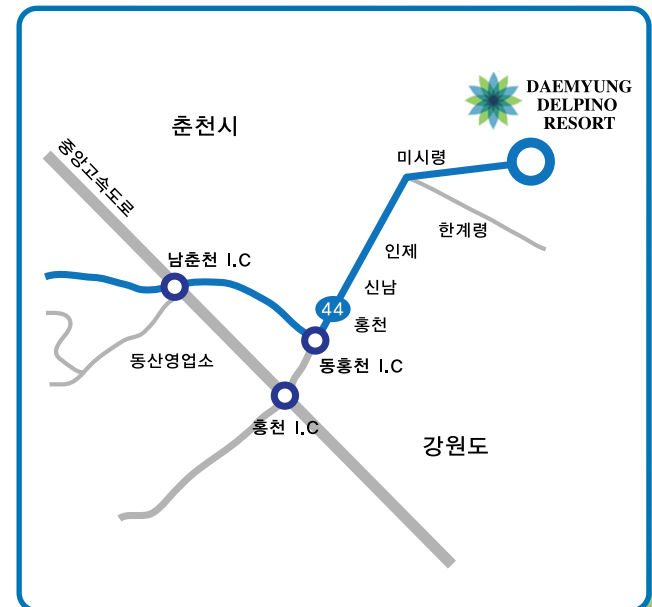 DAEMYUNG
DELPINO
RESORT
춘천시
중앙고속도로
미시령
한계령
남춘천 I.C
인제
신남
44
홍천
동산영업소
동홍천 I.C
홍천 I.C
강원도